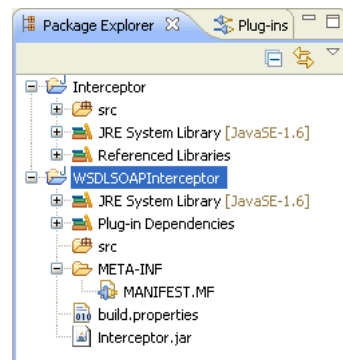 Package Explorer Plug-ins
Interceptor
src
JRE System Library [JavaSE-1.6]
Referenced Libraries
WSDLSOAPInterceptor
JRE System Library [JavaSE-1.6]
Plug-in Dependencies
src
META-INF
MANIFEST.MF
010 build.properties
Interceptor.jar